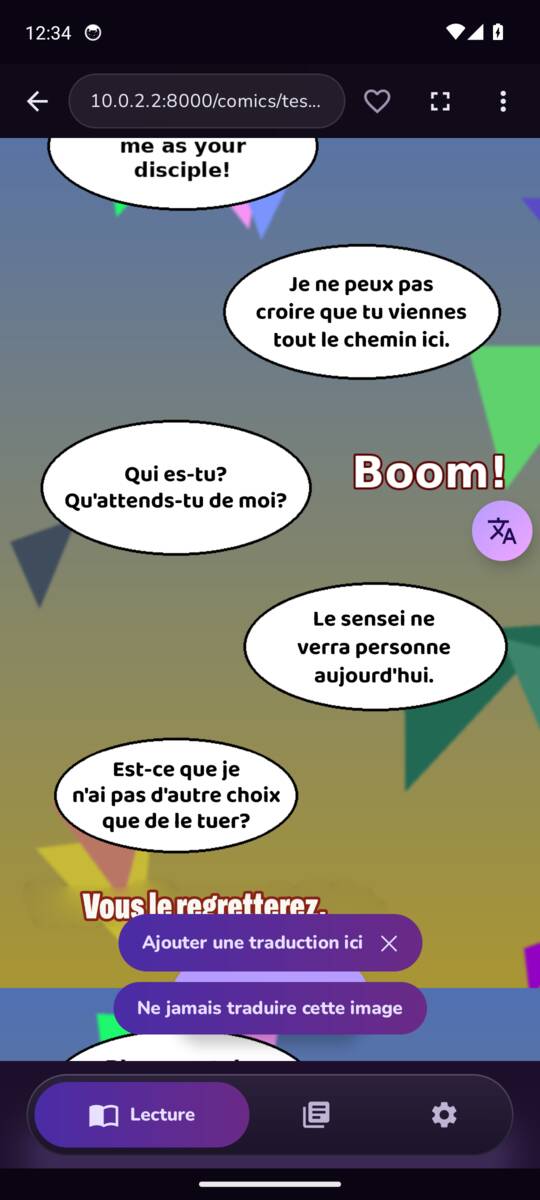 12:34
10.0.2.2:8000/comics/tes...
me as your
disciple!
Je ne peux pas
croire que tu viennes
tout le chemin ici.
Qui es-tu?
Qu'attends-tu de moi?
Boom!
Le sensei ne
verra personne
aujourd'hui.
Est-ce que je
n'ai pas d'autre choix
que de le tuer?
Vous le regretterez.
Ajouter une traduction ici
Ne jamais traduire cette image
Lecture